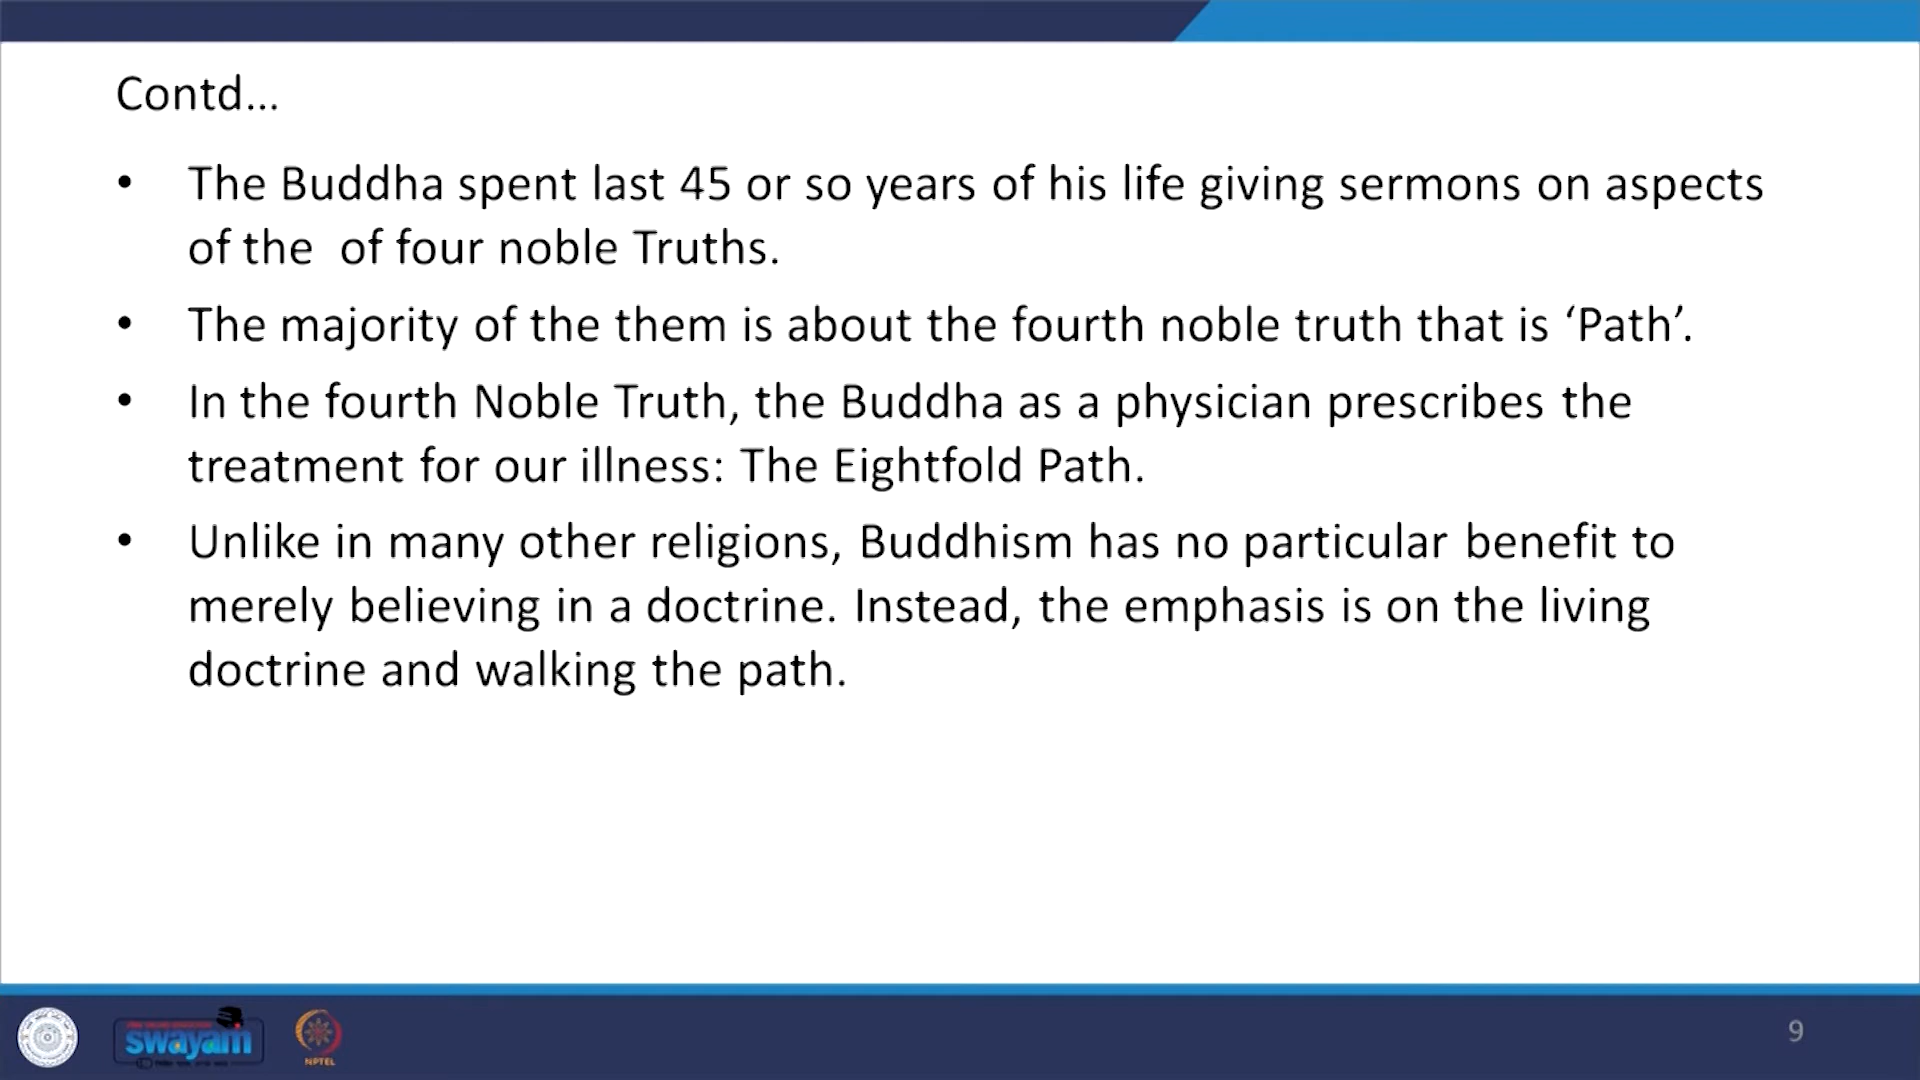 Contd...
• The Buddha spent last 45 or so years of his life giving sermons on aspects
of the  of four noble Truths.
• The majority of the them is about the fourth noble truth that is ‘Path’.
• In the fourth Noble Truth, the Buddha as a physician prescribes the
treatment for our illness: The Eightfold Path.
• Unlike in many other religions, Buddhism has no particular benefit to
merely believing in a doctrine. Instead, the emphasis is on the living
doctrine and walking the path.
swayam
NPTEL
9